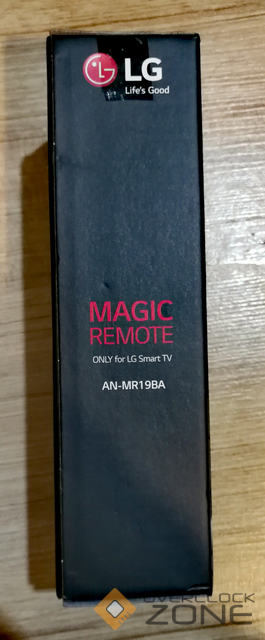 LG
Life's Good
MAGIC
REMOTE
ONLY for LG Smart TV
AN-MR19BA
OVERCLOCK
ZONE